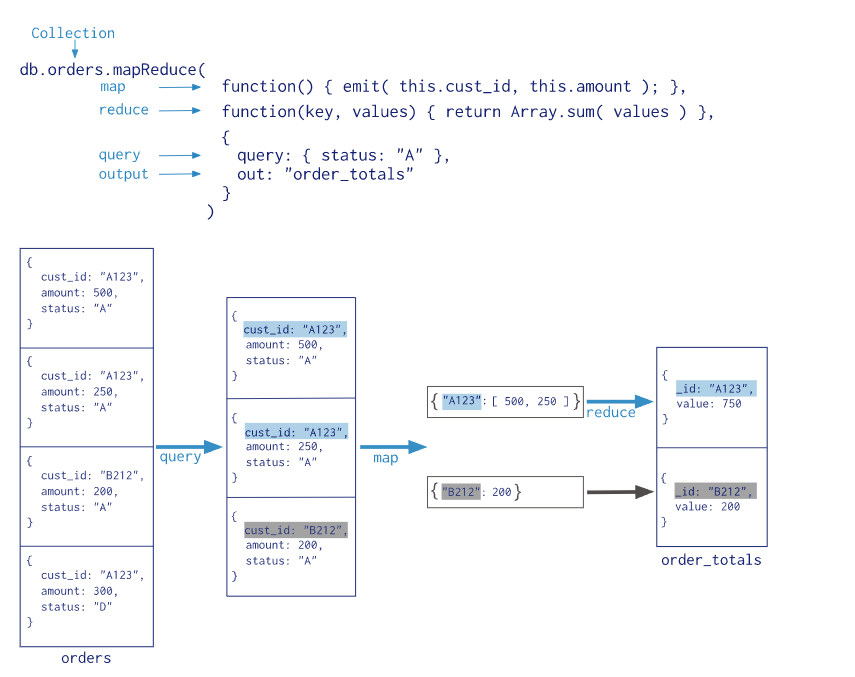 Collection
db.orders.mapReduce(
map function() { emit( this.cust_id, this.amount ); },
reduce function(key, values) { return Array.sum( values ) },
{
query query: { status: "A" },
output out: "order_totals"
}
)
{
cust_id: "A123",
amount: 500,
status: "A"
}
{
cust_id: "A123",
amount: 250,
status: "A"
}
{
cust_id: "B212",
amount: 200,
status: "A"
}
{
cust_id: "A123",
amount: 300,
status: "D"
}
orders
query
{
cust_id: "A123",
amount: 500,
status: "A"
}
{
cust_id: "A123",
amount: 250,
status: "A"
}
{
cust_id: "B212",
amount: 200,
status: "A"
}
map
{"A123":[ 500, 250 ]}
{"B212": 200}
reduce
{
_id: "A123",
value: 750
}
{
_id: "B212",
value: 200
}
order_totals